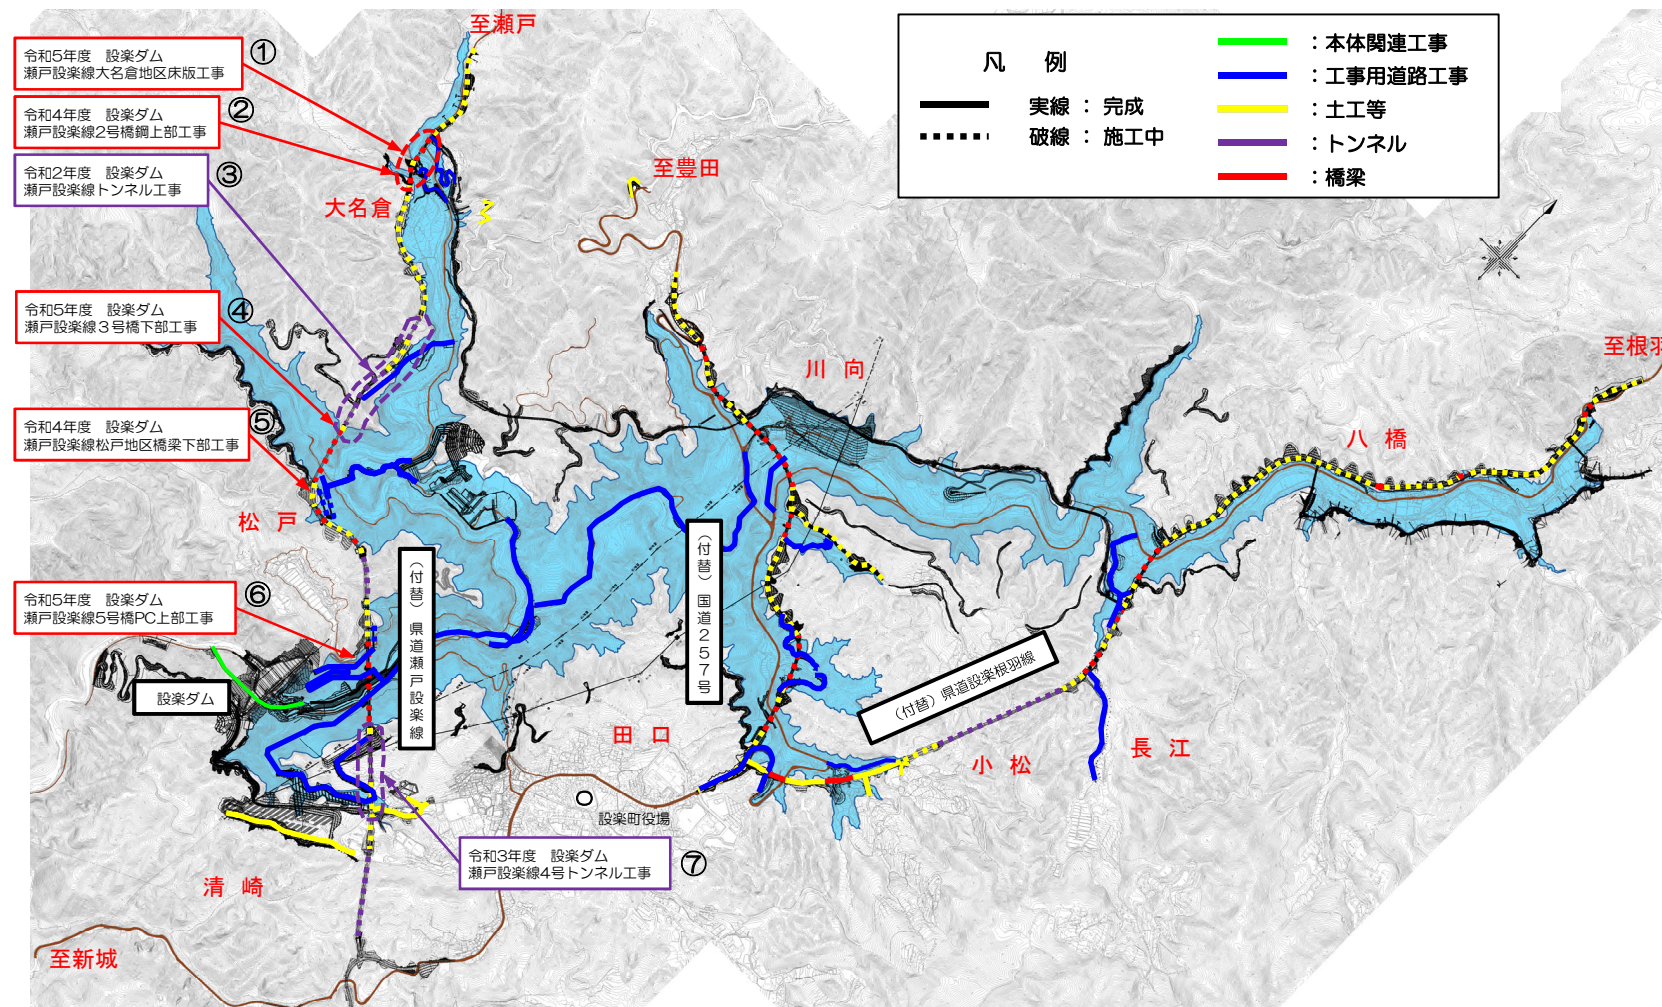 至瀬戸
令和5年度　設楽ダム
瀬戸設楽線大名倉地区床版工事
①
令和4年度　設楽ダム
瀬戸設楽線2号橋鋼上部工事
②
令和2年度　設楽ダム
瀬戸設楽線トンネル工事
③
大名倉
至豊田
凡　例
実線 ： 完成
破線 ： 施工中
：本体関連工事
：工事用道路工事
：土工等
：トンネル
：橋梁
令和5年度　設楽ダム
瀬戸設楽線３号橋下部工事
④
川 向
至根羽
令和4年度　設楽ダム
瀬戸設楽線松戸地区橋梁下部工事
⑤
八 橋
松 戸
令和5年度　設楽ダム
瀬戸設楽線5号橋PC上部工事
⑥
（付替）県道瀬戸設楽線
（付替）国道２５７号
（付替）県道設楽根羽線
設楽ダム
田 口
小 松
長 江
設楽町役場
令和3年度　設楽ダム
瀬戸設楽線4号トンネル工事
⑦
清 崎
至新城